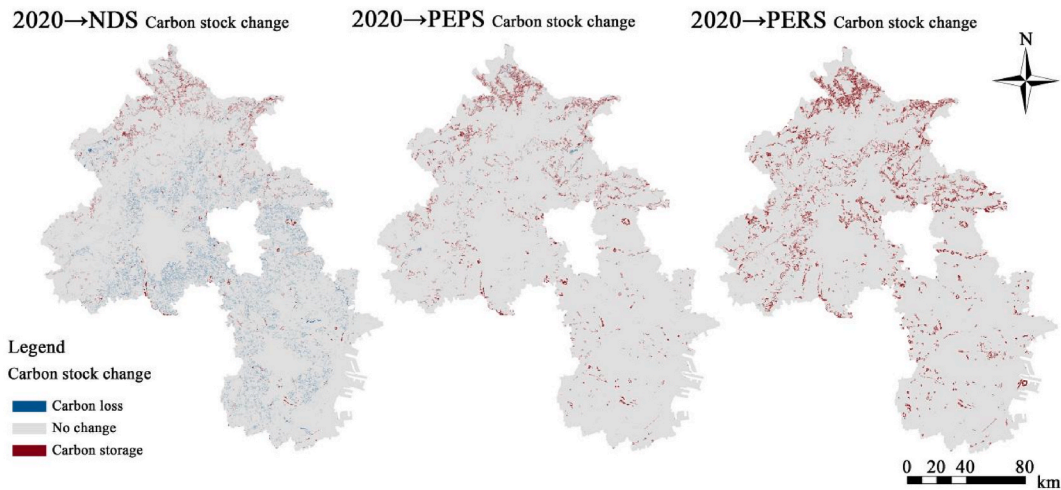 2020→NDS Carbon stock change
2020→PEPS Carbon stock change
2020→PERS Carbon stock change
N
Legend
Carbon stock change
Carbon loss
No change
Carbon storage
0 20 40 80
km